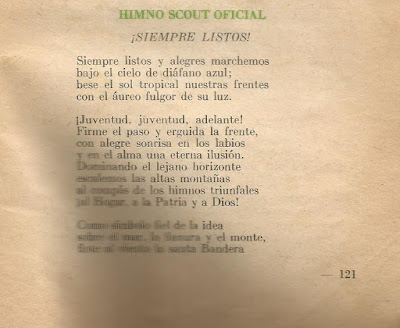 HIMNO SCOUT OFICIAL
¡SIEMPRE LISTOS!
Siempre listos y alegres marchemos
bajo el cielo de diáfano azul;
bese el sol tropical nuestras frentes
con el áureo fulgor de su luz.
¡Juventud, juventud, adelante!
Firme el paso y erguida la frente,
con alegre sonrisa en los labios
y en el alma una eterna ilusión.
Dominando el lejano horizonte
escalemos las altas montañas
al compás de los himnos triunfales
¡al Hogar, a la Patria y a Dios!
Como símbolo fiel de la idea
sobre el mar, la llanura y el monte,
flote al viento la santa Bandera
— 121